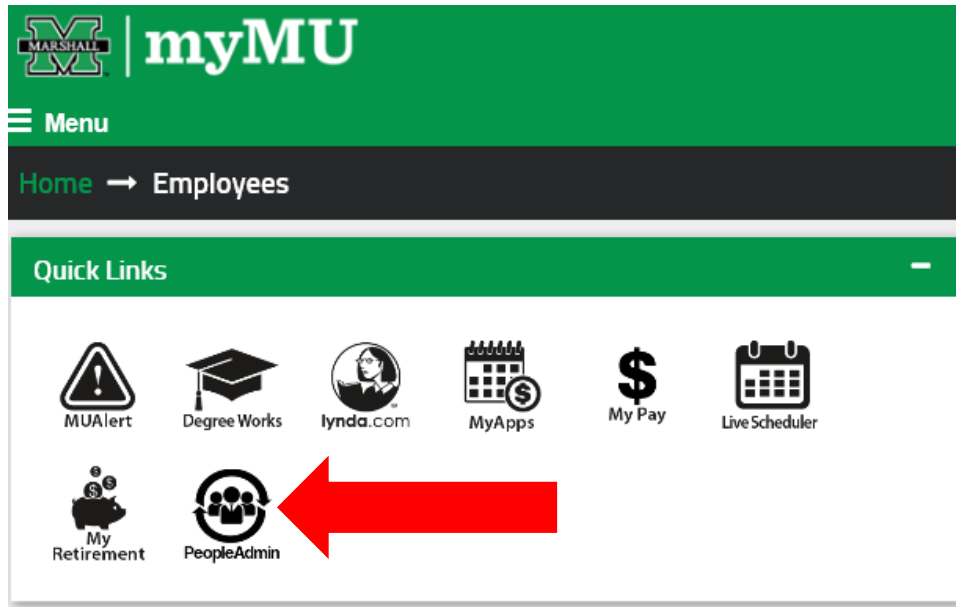 MARSHALL myMU
Menu
Home → Employees
Quick Links
MUAlert Degree Works lynda.com MyApps My Pay Live Scheduler
My
Retirement PeopleAdmin